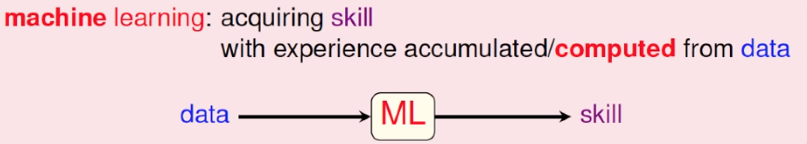 machine learning: acquiring skill
with experience accumulated/computed from data
data ML skill